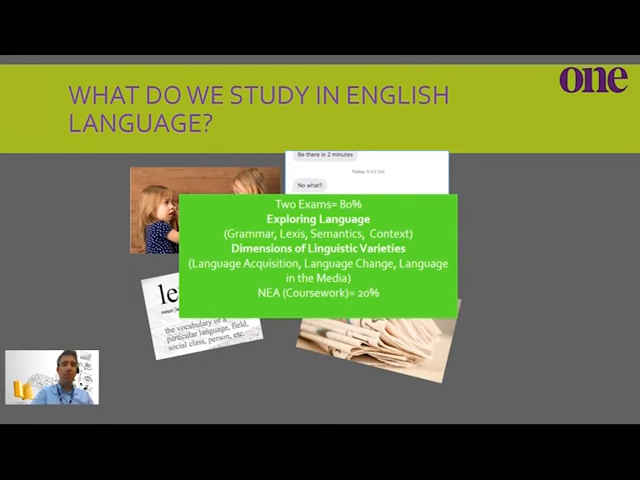 one
WHAT DO WE STUDY IN ENGLISH
LANGUAGE?
Be there in 2 minutes
No what?
Two Exams= 80%
Exploring Language
(Grammar, Lexis, Semantics, Context)
Dimensions of Linguistic Varieties
(Language Acquisition, Language Change, Language
in the Media)
NEA (Coursework)= 20%
le
the vocabulary of a
particular language, field,
social class, person, etc.